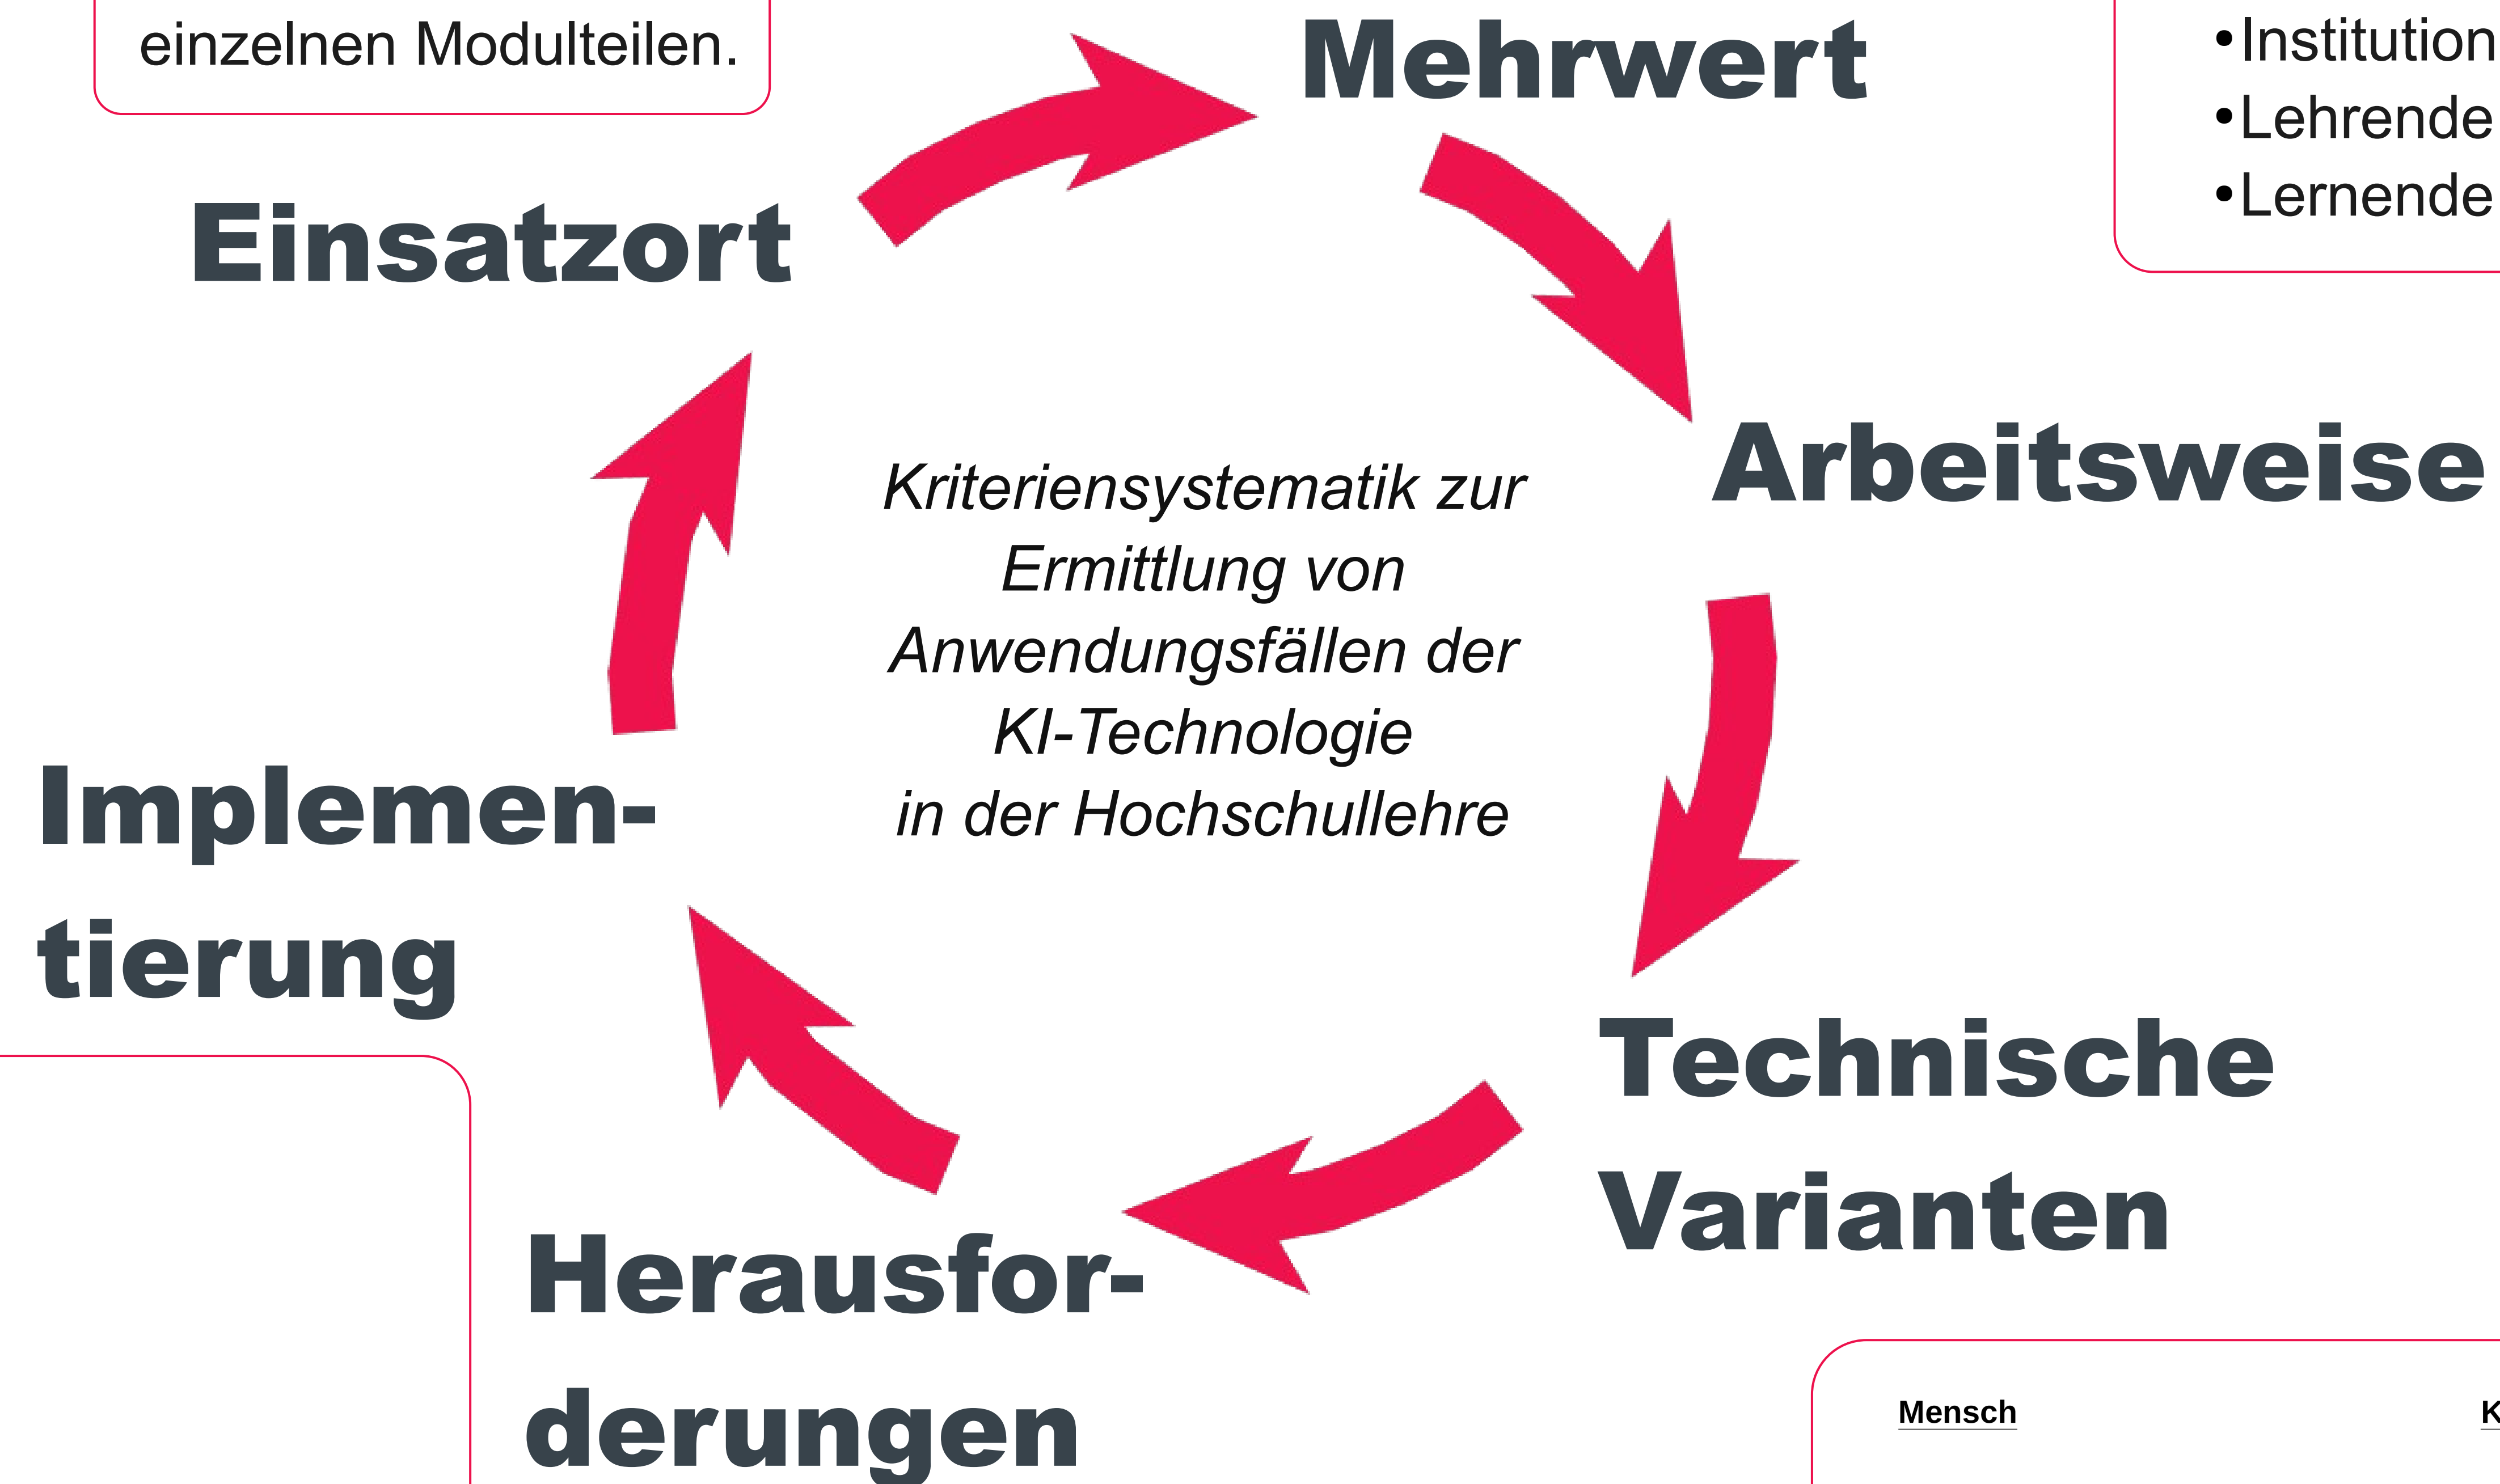 einzelnen Modulteilen.
Mehrwert
•Institution
•Lehrende
•Lernende
Einsatzort
Arbeitsweise
Kriteriensystematik zur
Ermittlung von
Anwendungsfällen der
KI-Technologie
in der Hochschullehre
Implemen-
tierung
Technische
Varianten
Herausfor-
derungen
Mensch